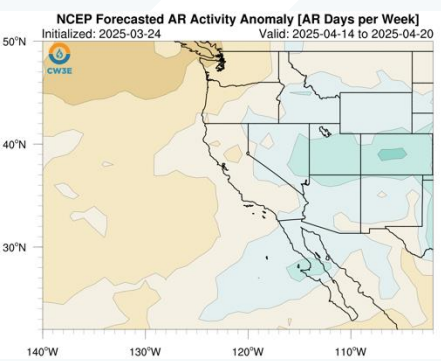 NCEP Forecasted AR Activity Anomaly [AR Days per Week]
Initialized: 2025-03-24 Valid: 2025-04-14 to 2025-04-20
50°N
CW3E
40°N
30°N
140°W 130°W 120°W 110°W